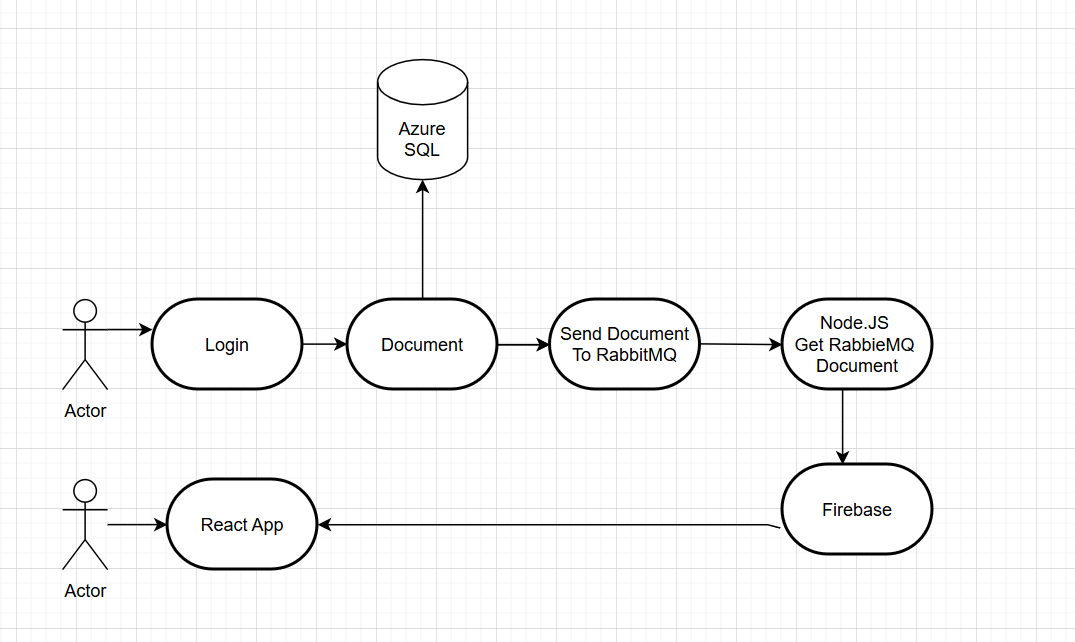 Azure
SQL
Login
Document
Send Document
To RabbitMQ
Node.JS
Get RabbieMQ
Document
Actor
React App
Firebase
Actor